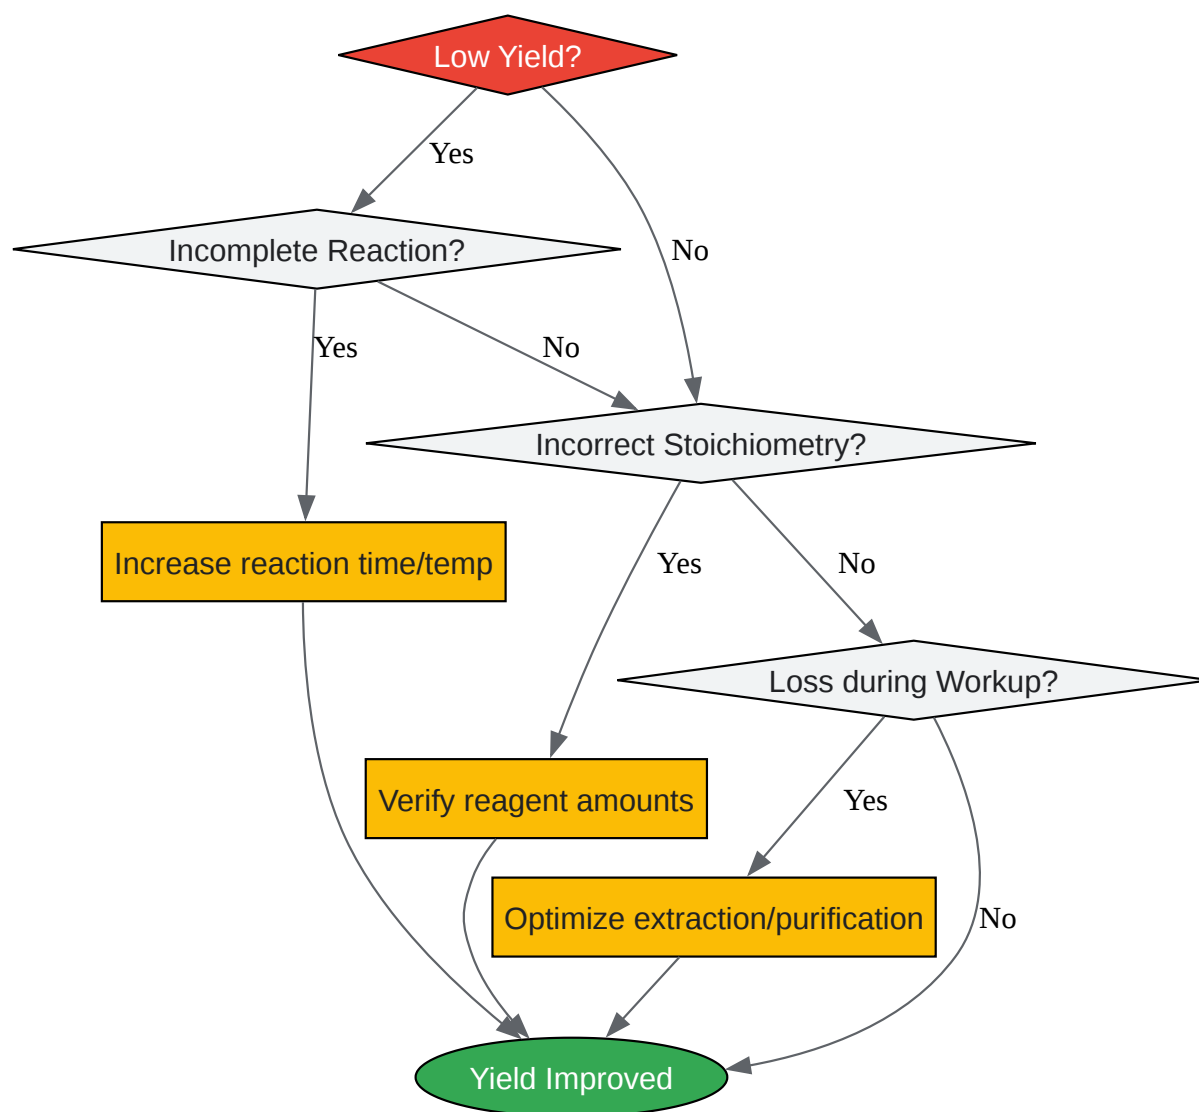 Low Yield?
Yes
Incomplete Reaction?
No
Yes
No
Incorrect Stoichiometry?
Increase reaction time/temp
Yes
No
Loss during Workup?
Verify reagent amounts
Yes
Optimize extraction/purification
No
Yield Improved